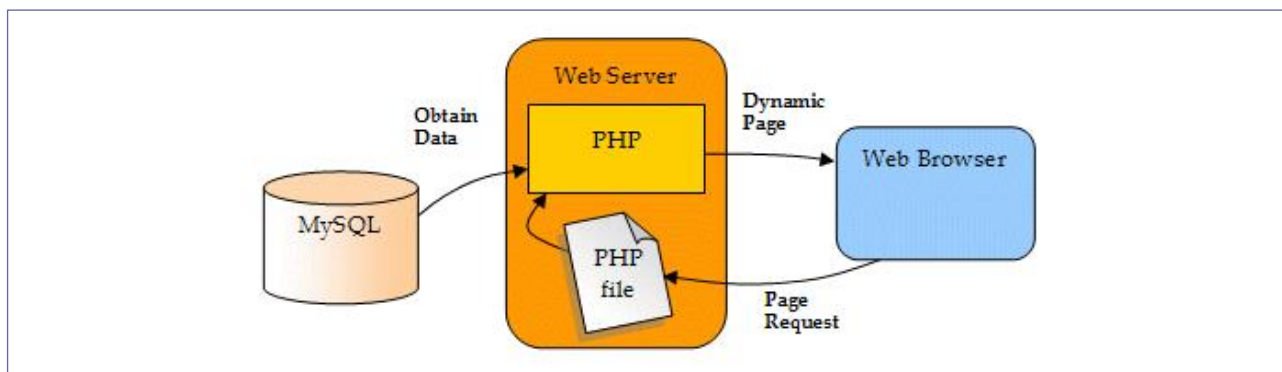 Web Server
Obtain
Data
PHP
Dynamic
Page
Web Browser
MySQL
PHP
file
Page
Request